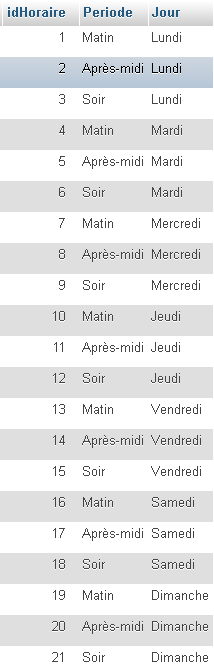 idHoraire Periode Jour
1 Matin Lundi
2 Après-midi Lundi
3 Soir Lundi
4 Matin Mardi
5 Après-midi Mardi
6 Soir Mardi
7 Matin Mercredi
8 Après-midi Mercredi
9 Soir Mercredi
10 Matin Jeudi
11 Après-midi Jeudi
12 Soir Jeudi
13 Matin Vendredi
14 Après-midi Vendredi
15 Soir Vendredi
16 Matin Samedi
17 Après-midi Samedi
18 Soir Samedi
19 Matin Dimanche
20 Après-midi Dimanche
21 Soir Dimanche